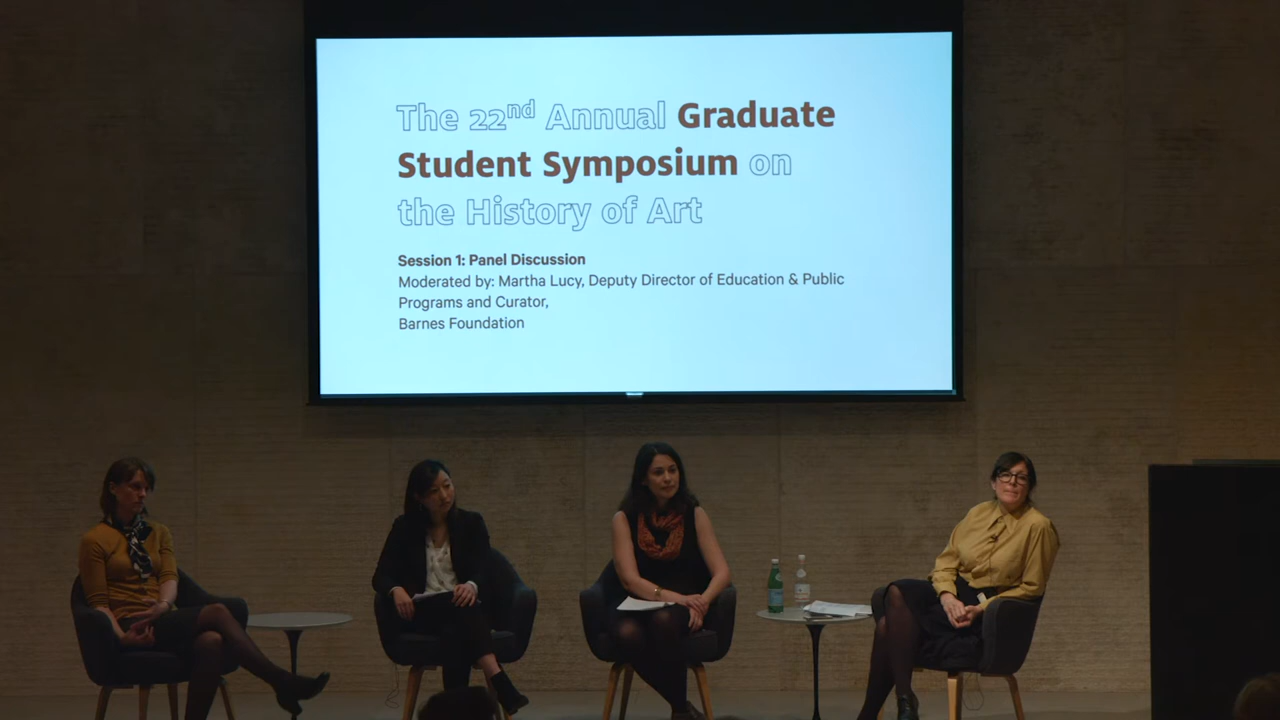 The 22nd Annual Graduate
Student Symposium on
the History of Art
Session 1: Panel Discussion
Moderated by: Martha Lucy, Deputy Director of Education & Public
Programs and Curator,
Barnes Foundation